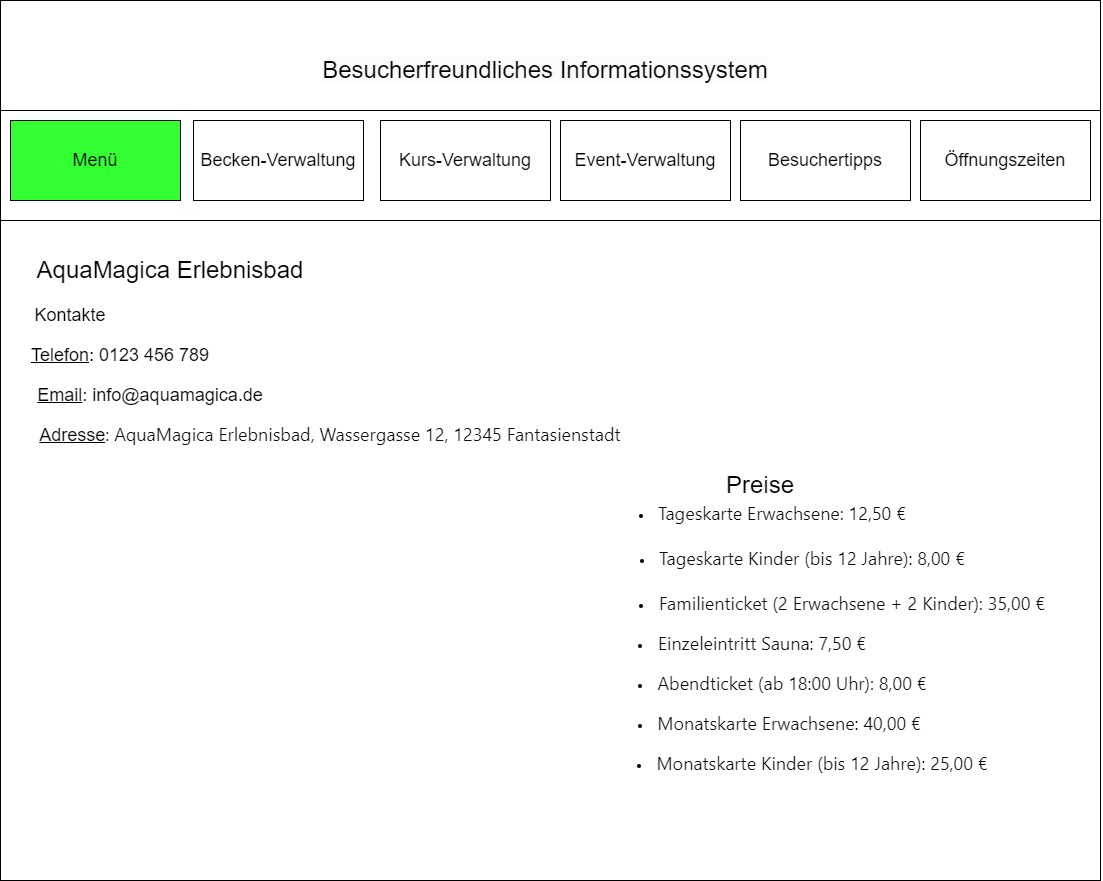 Besucherfreundliches Informationssystem
Menü
Becken-Verwaltung
Kurs-Verwaltung
Event-Verwaltung
Besuchertipps
Öffnungszeiten
AquaMagica Erlebnisbad
Kontakte
Telefon: 0123 456 789
Email: info@aquamagica.de
Adresse: AquaMagica Erlebnisbad, Wassergasse 12, 12345 Fantasienstadt
Preise
• Tageskarte Erwachsene: 12,50 €
• Tageskarte Kinder (bis 12 Jahre): 8,00 €
• Familienticket (2 Erwachsene + 2 Kinder): 35,00 €
• Einzeleintritt Sauna: 7,50 €
• Abendticket (ab 18:00 Uhr): 8,00 €
• Monatskarte Erwachsene: 40,00 €
• Monatskarte Kinder (bis 12 Jahre): 25,00 €